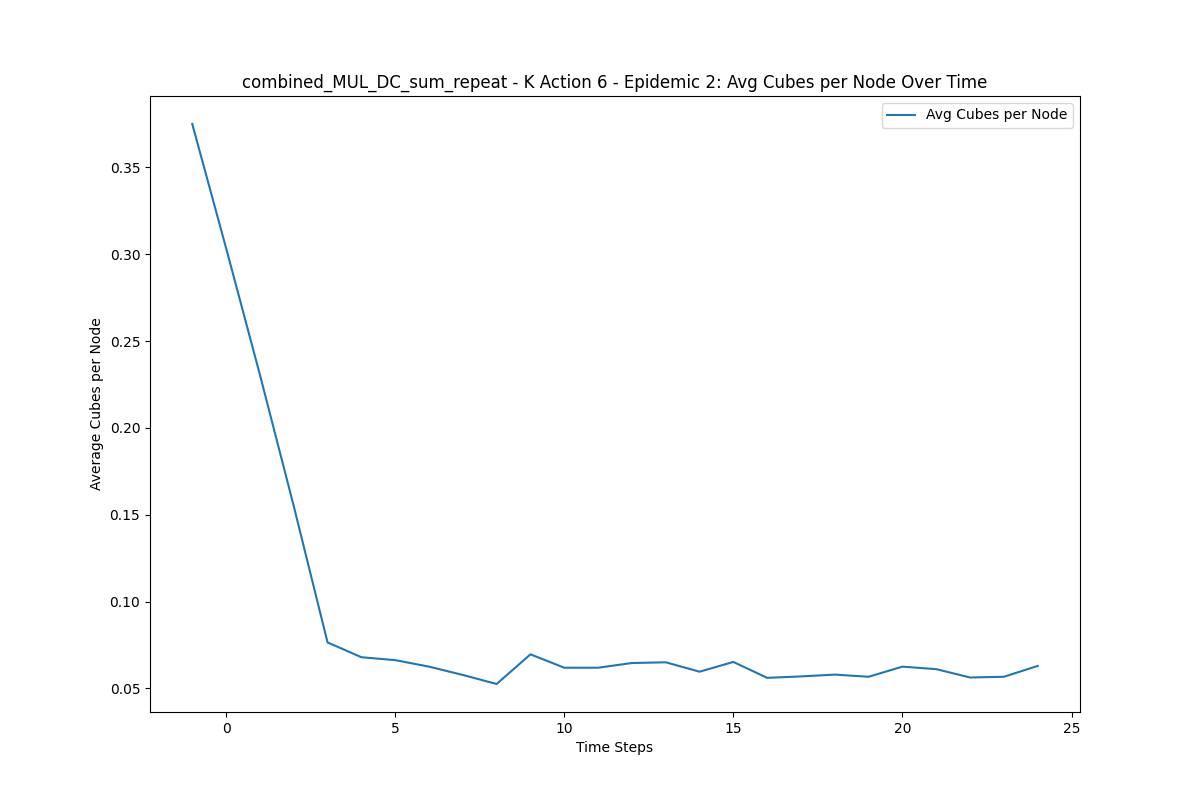 combined_MUL_DC_sum_repeat - K Action 6 - Epidemic 2: Avg Cubes per Node Over Time
Avg Cubes per Node
Average Cubes per Node
0.35
0.30
0.25
0.20
0.15
0.10
0.05
0 5 10 15 20 25
Time Steps